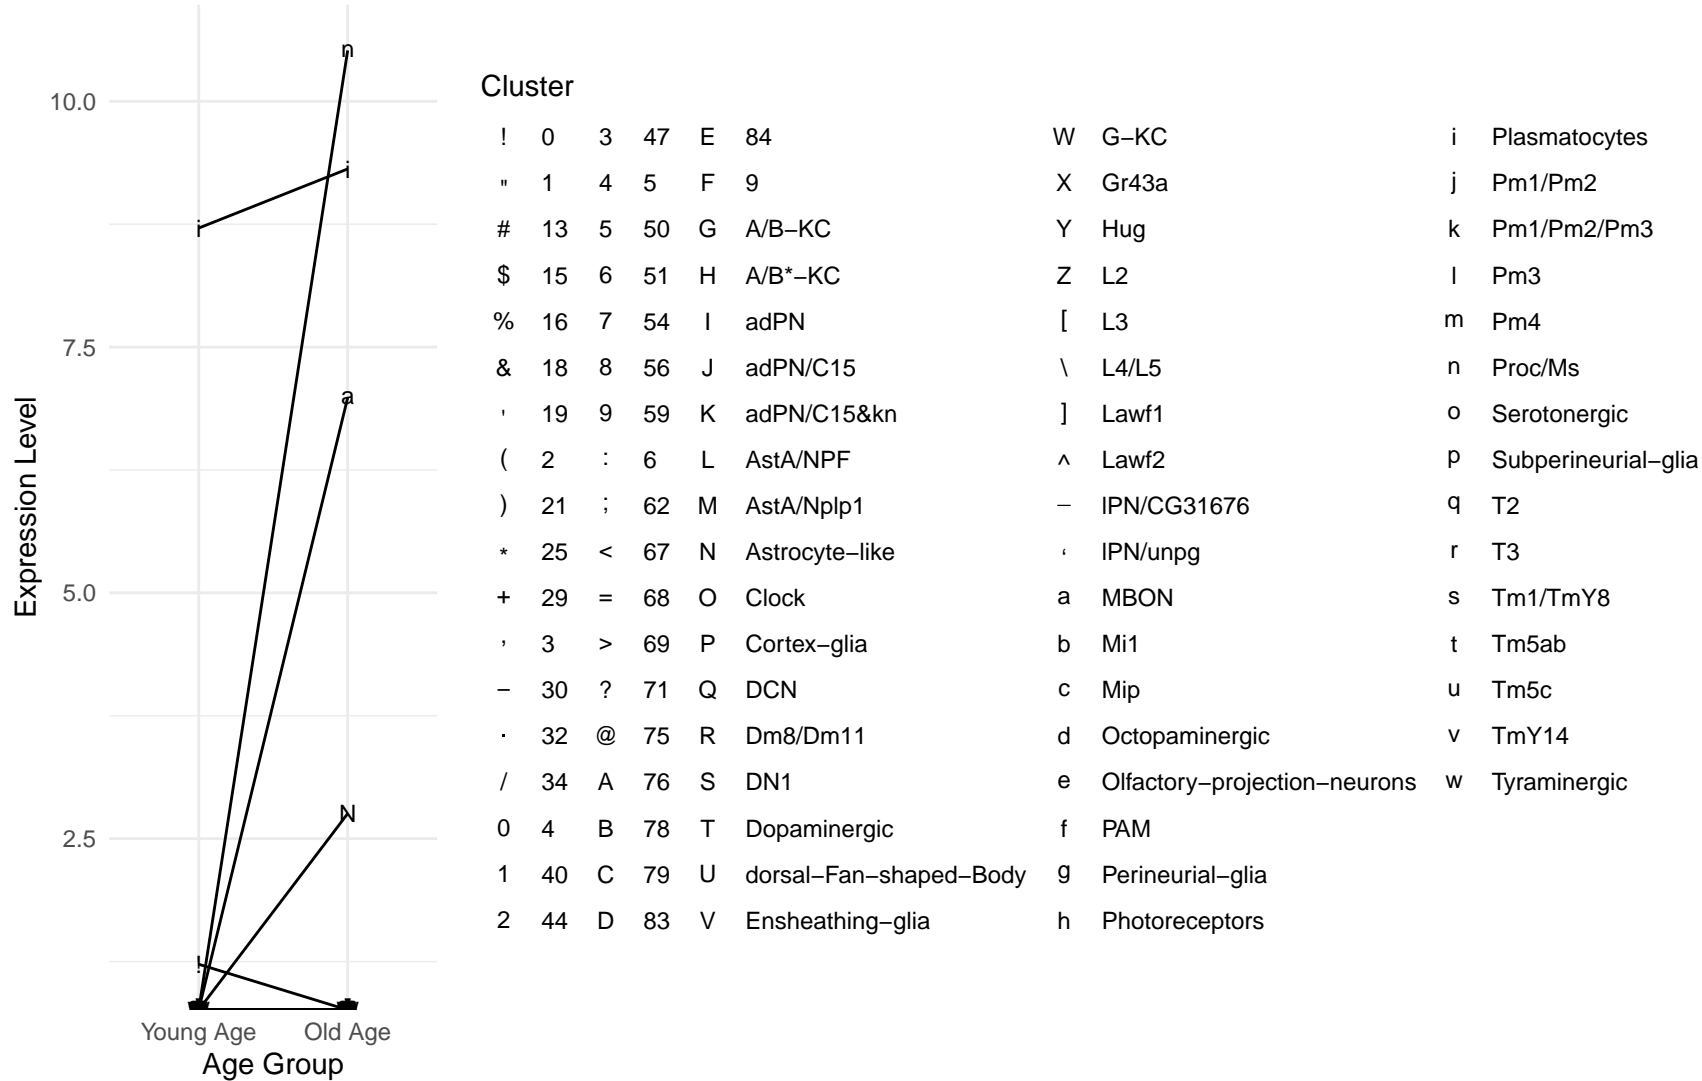 Cluster
! 0 3 47 E 84 W G−KC i Plasmatocytes
" 1 4 5 F 9 X Gr43a j Pm1/Pm2
# 13 5 50 G A/B−KC Y Hug k Pm1/Pm2/Pm3
$ 15 6 51 H A/B*−KC Z L2 l Pm3
% 16 7 54 I adPN [ L3 m Pm4
& 18 8 56 J adPN/C15 \ L4/L5 n Proc/Ms
' 19 9 59 K adPN/C15&kn ] Lawf1 o Serotonergic
( 2 : 6 L AstA/NPF ^ Lawf2 p Subperineurial−glia
) 21 ; 62 M AstA/Nplp1 − lPN/CG31676 q T2
* 25 < 67 N Astrocyte−like ‘ lPN/unpg r T3
+ 29 = 68 O Clock a MBON s Tm1/TmY8
, 3 > 69 P Cortex−glia b Mi1 t Tm5ab
− 30 ? 71 Q DCN c Mip u Tm5c
. 32 @ 75 R Dm8/Dm11 d Octopaminergic v TmY14
/ 34 A 76 S DN1 e Olfactory−projection−neurons w Tyraminergic
0 4 B 78 T Dopaminergic f PAM
1 40 C 79 U dorsal−Fan−shaped−Body g Perineurial−glia
2 44 D 83 V Ensheathing−glia h Photoreceptors
Expression Level
10.0
7.5
5.0
2.5
n
i
i
a
N
!
Young Age Old Age
Age Group